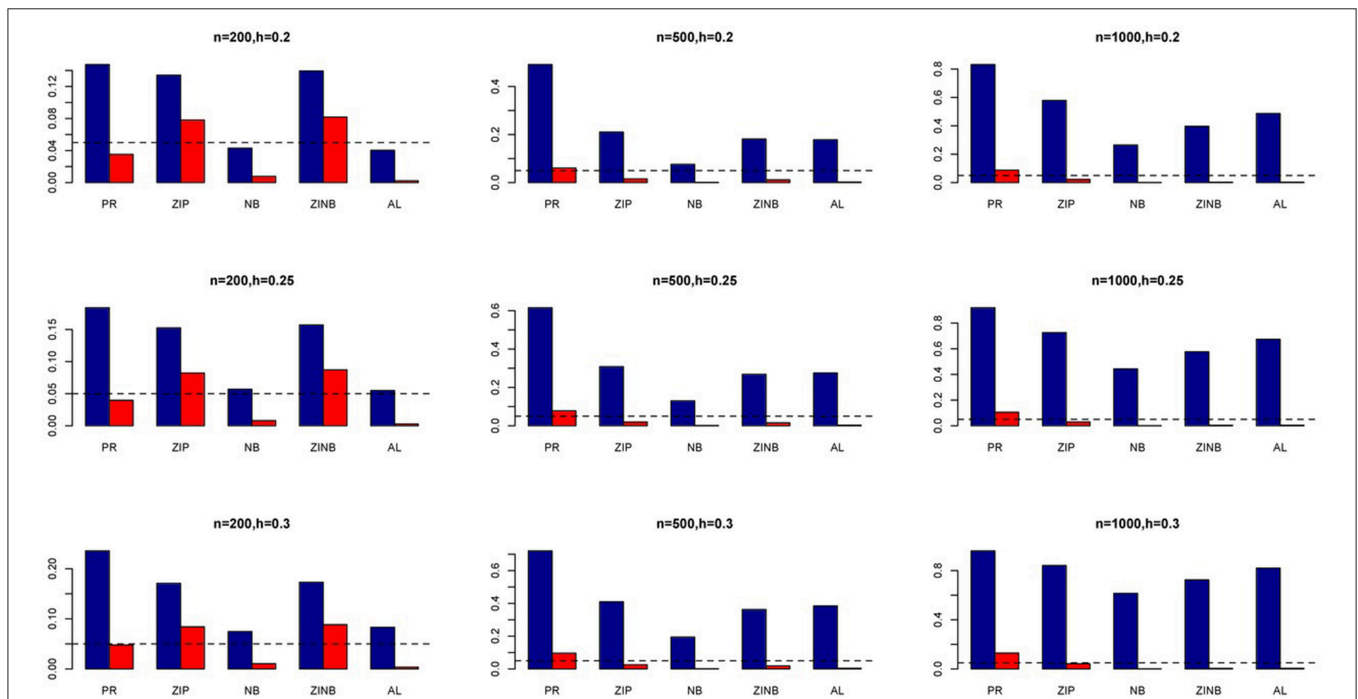 n=200,h=0.2
0.00 0.04 0.08 0.12
PR ZIP NB ZINB AL
n=500,h=0.2
0.0 0.2 0.4
PR ZIP NB ZINB AL
n=1000,h=0.2
0.0 0.2 0.4 0.6 0.8
PR ZIP NB ZINB AL
n=200,h=0.25
0.00 0.05 0.10 0.15
PR ZIP NB ZINB AL
n=500,h=0.25
0.0 0.2 0.4 0.6
PR ZIP NB ZINB AL
n=1000,h=0.25
0.0 0.2 0.4 0.6 0.8
PR ZIP NB ZINB AL
n=200,h=0.3
0.00 0.10 0.20
PR ZIP NB ZINB AL
n=500,h=0.3
0.0 0.2 0.4 0.6
PR ZIP NB ZINB AL
n=1000,h=0.3
0.0 0.4 0.8
PR ZIP NB ZINB AL